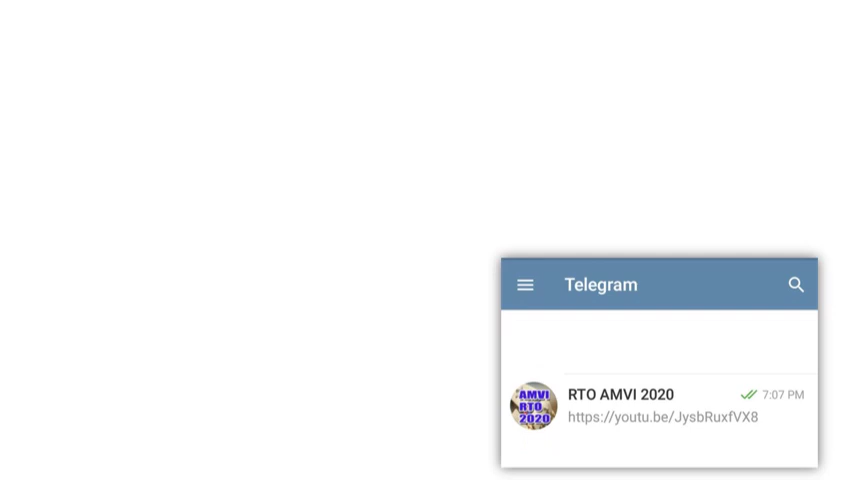 Telegram
RTO AMVI 2020
7:07 PM
https://youtu.be/JysbRuxfVX8
AMVI
RTO
2020